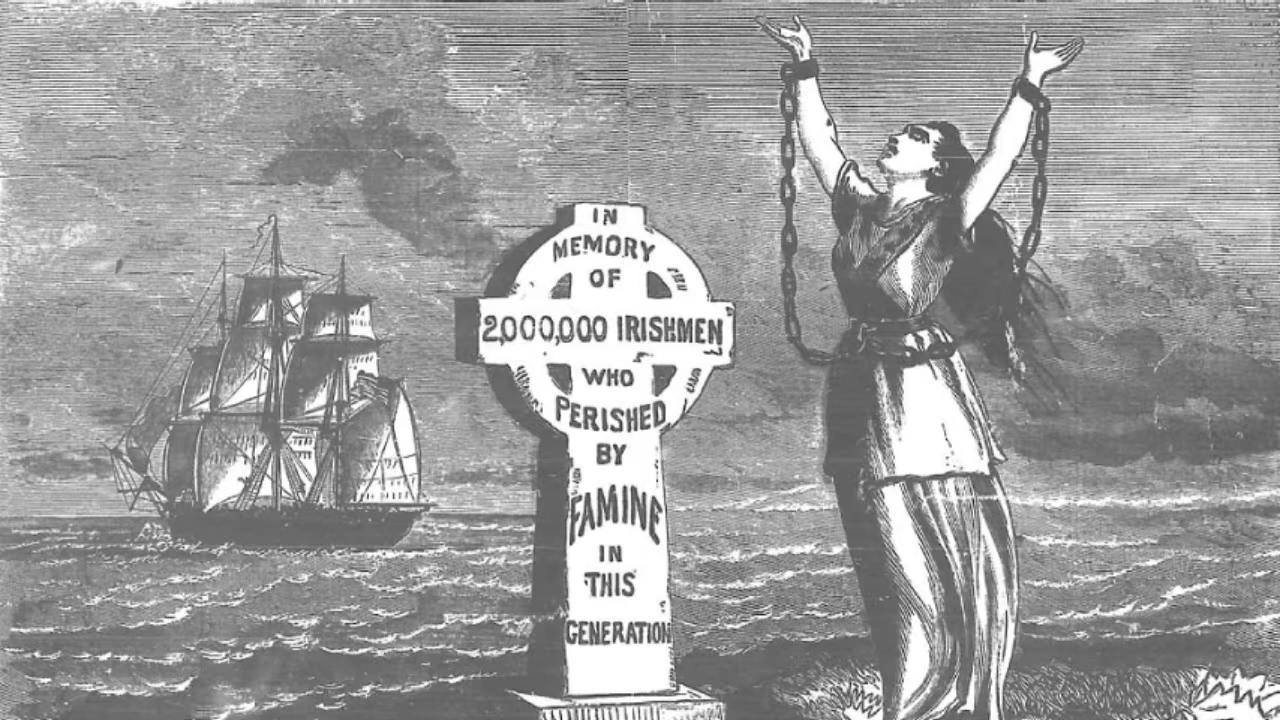 IN
MEMORY
OF
2,000,000 IRISHMEN
WHO
PERISHED
BY
FAMINE
IN
THIS
GENERATION